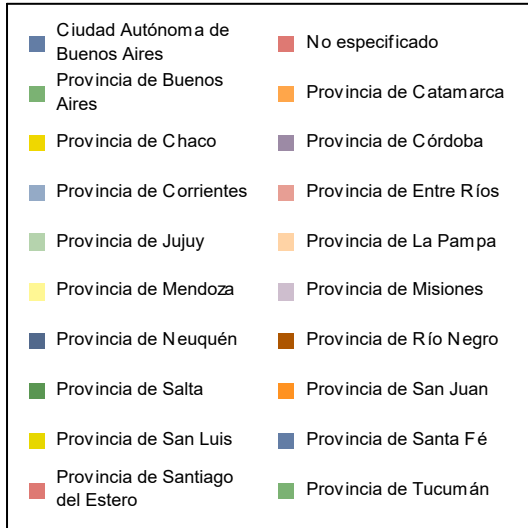 Ciudad Autónoma de
Buenos Aires
No especificado
Provincia de Buenos
Aires
Provincia de Catamarca
Provincia de Chaco
Provincia de Córdoba
Provincia de Corrientes
Provincia de Entre Ríos
Provincia de Jujuy
Provincia de La Pampa
Provincia de Mendoza
Provincia de Misiones
Provincia de Neuquén
Provincia de Río Negro
Provincia de Salta
Provincia de San Juan
Provincia de San Luis
Provincia de Santa Fé
Provincia de Santiago
del Estero
Provincia de Tucumán